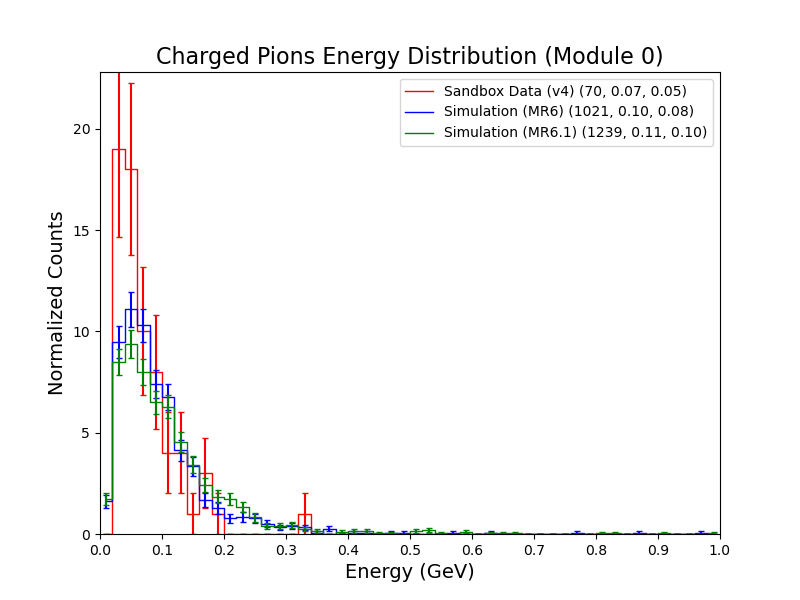 Charged Pions Energy Distribution (Module 0)
Sandbox Data (v4) (70, 0.07, 0.05)
Simulation (MR6) (1021, 0.10, 0.08)
Simulation (MR6.1) (1239, 0.11, 0.10)
Normalized Counts
20
15
10
5
0
0.0 0.1 0.2 0.3 0.4 0.5 0.6 0.7 0.8 0.9 1.0
Energy (GeV)